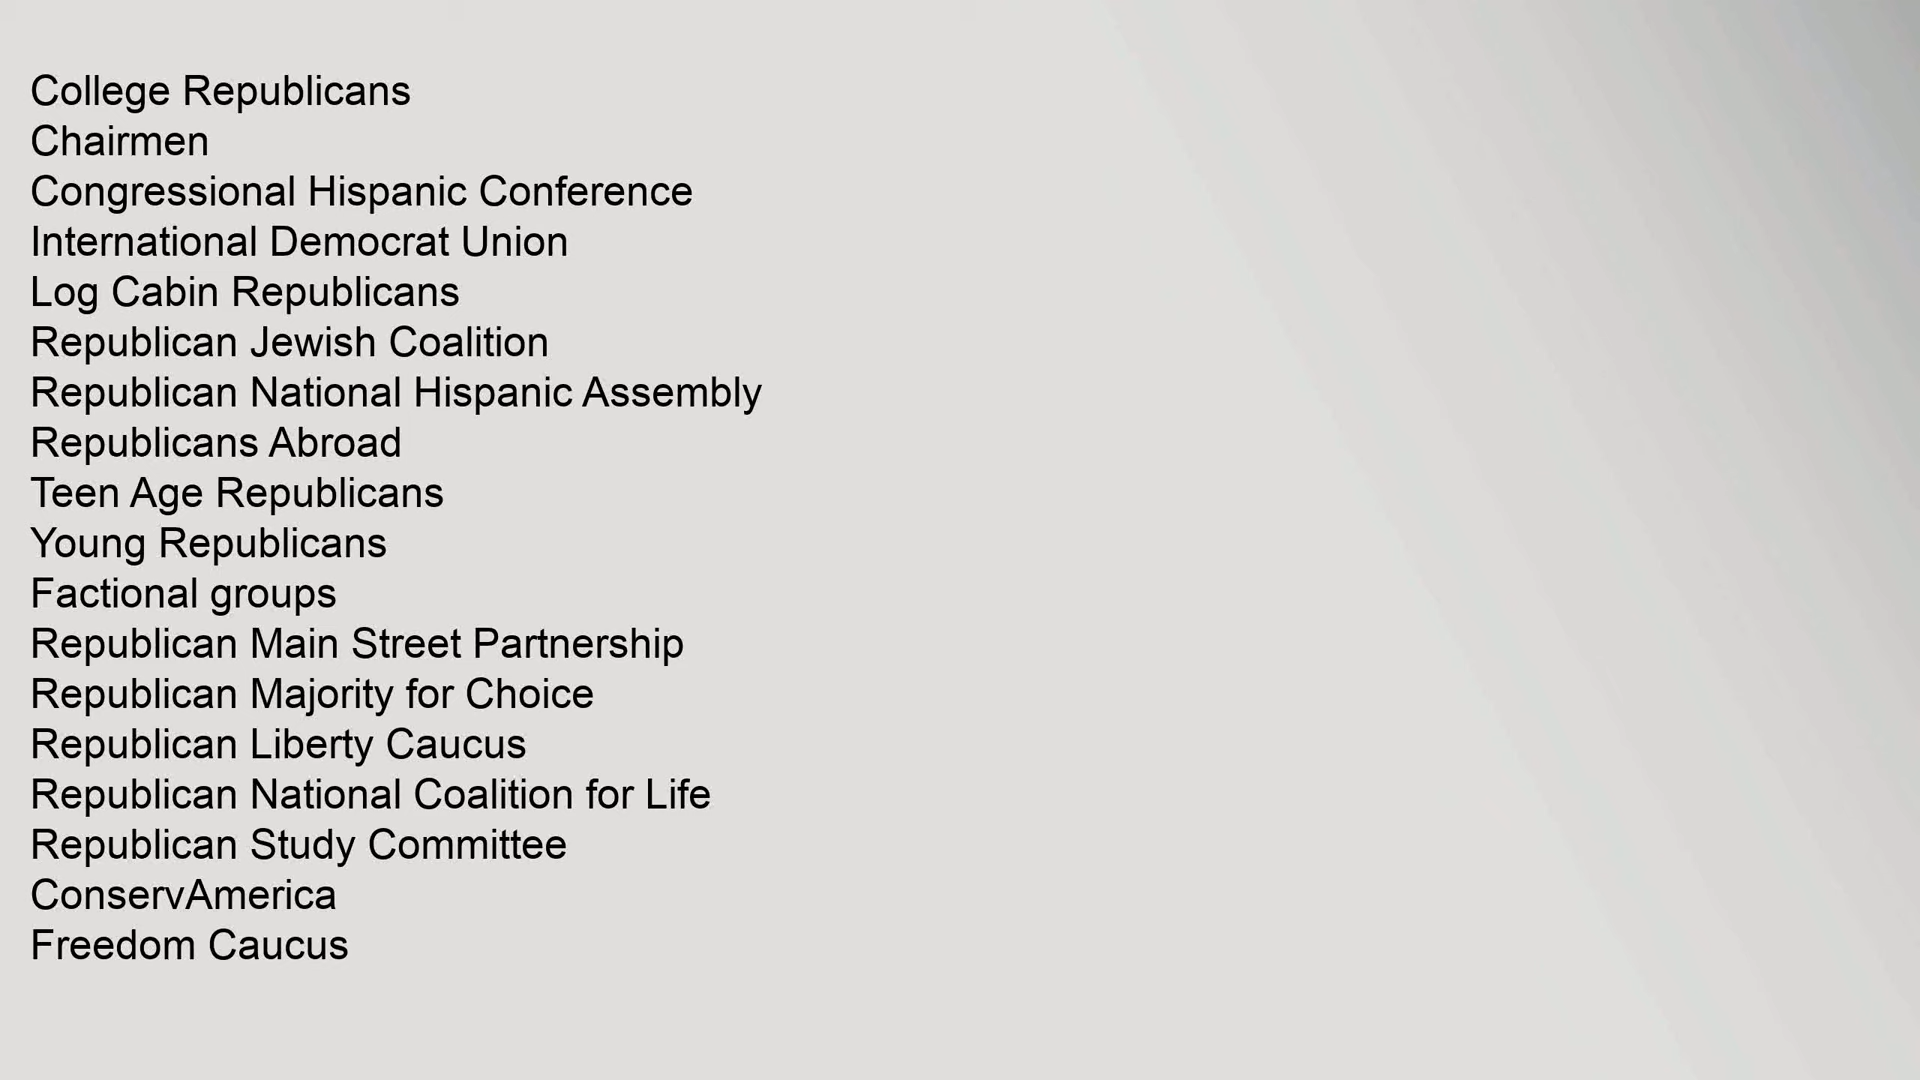 College Republicans
Chairmen
Congressional Hispanic Conference
International Democrat Union
Log Cabin Republicans
Republican Jewish Coalition
Republican National Hispanic Assembly
Republicans Abroad
Teen Age Republicans
Young Republicans
Factional groups
Republican Main Street Partnership
Republican Majority for Choice
Republican Liberty Caucus
Republican National Coalition for Life
Republican Study Committee
ConservAmerica
Freedom Caucus